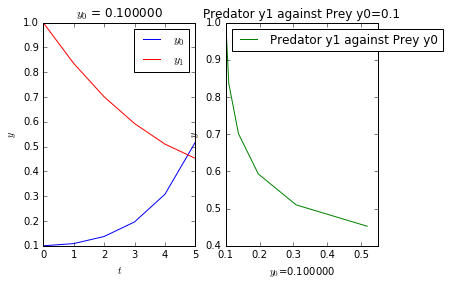 y₀ = 0.100000
Predator y1 against Prey y0=0.1
y₀
y₁
Predator y1 against Prey y0
1.0
0.9
0.8
0.7
0.6
0.5
0.4
0.3
0.2
0.1
y
0 1 2 3 4 5
t
1.0
0.9
0.8
0.7
0.6
0.5
0.4
y
0.1 0.2 0.3 0.4 0.5
y₀=0.100000